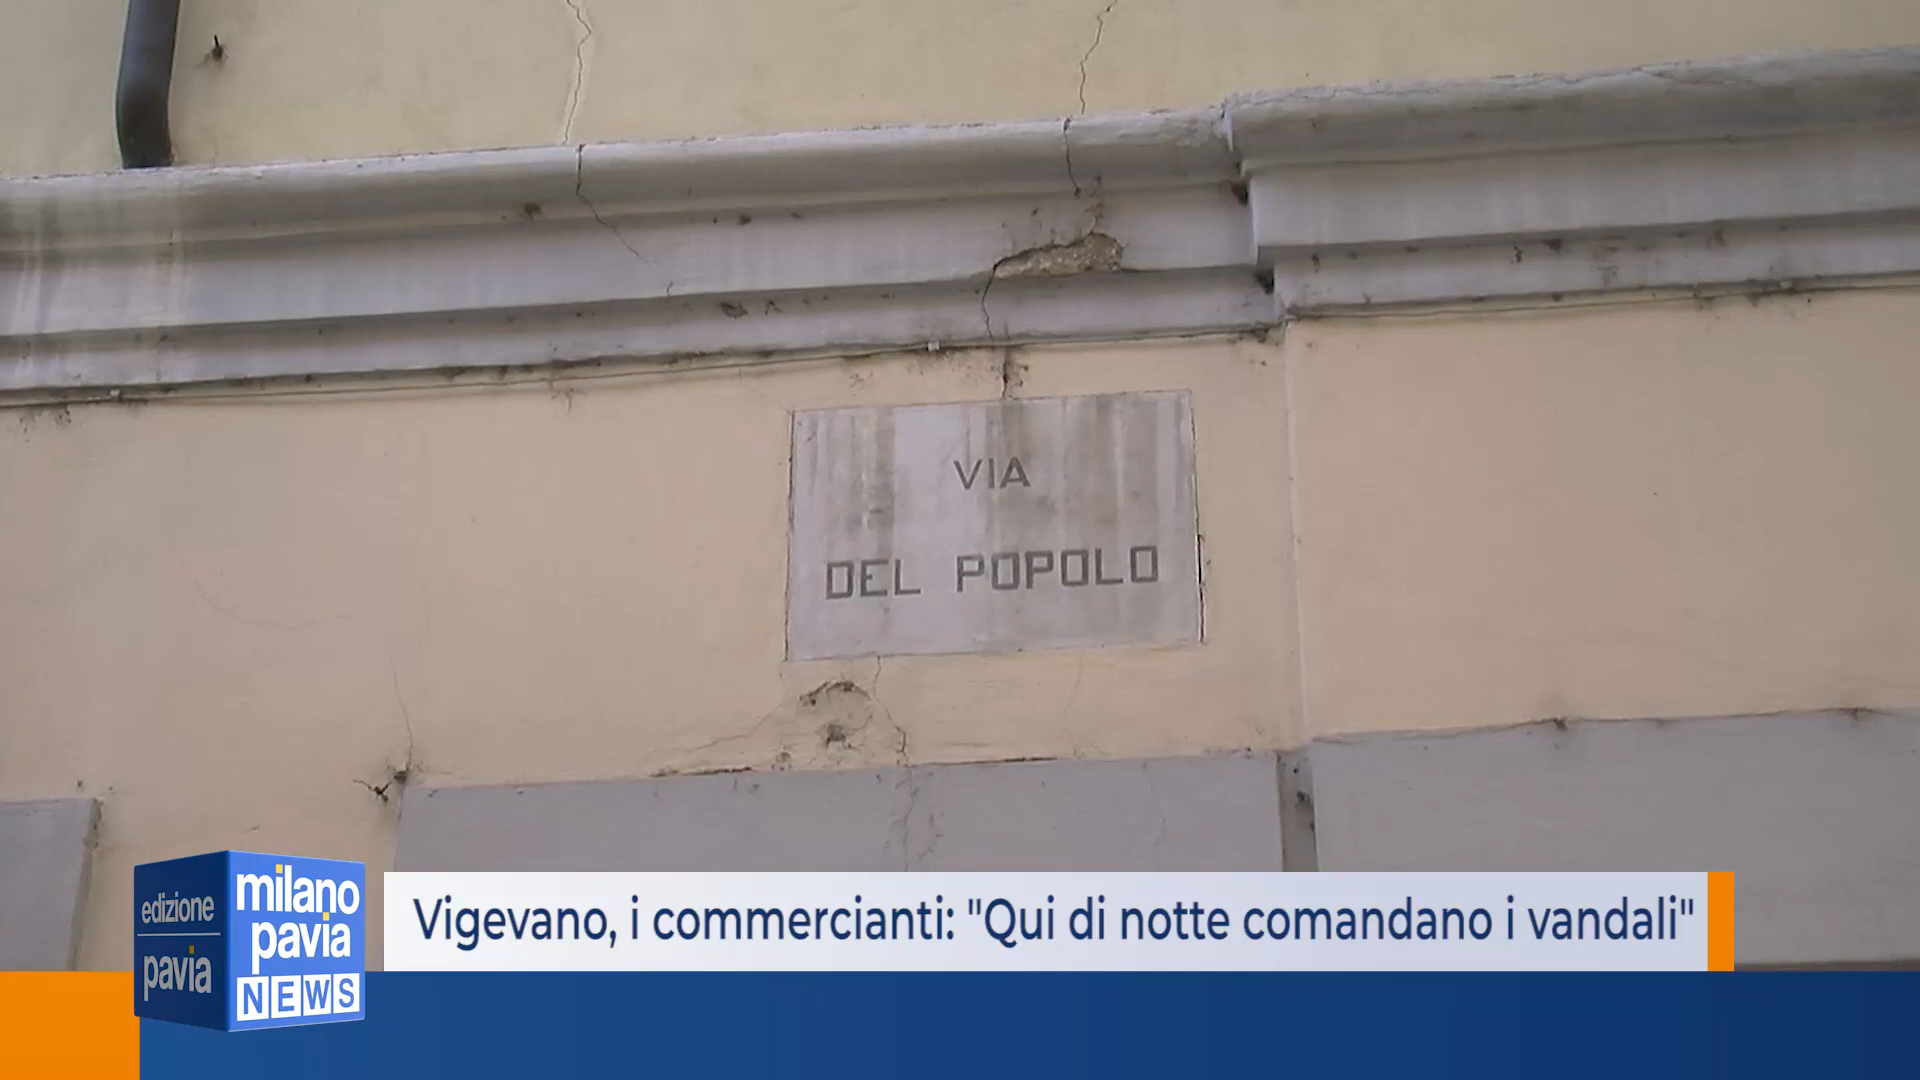 VIA
DEL POPOLO
edizione
pavia
milano
pavia
NEWS
Vigevano, i commercianti: "Qui di notte comandano i vandali"